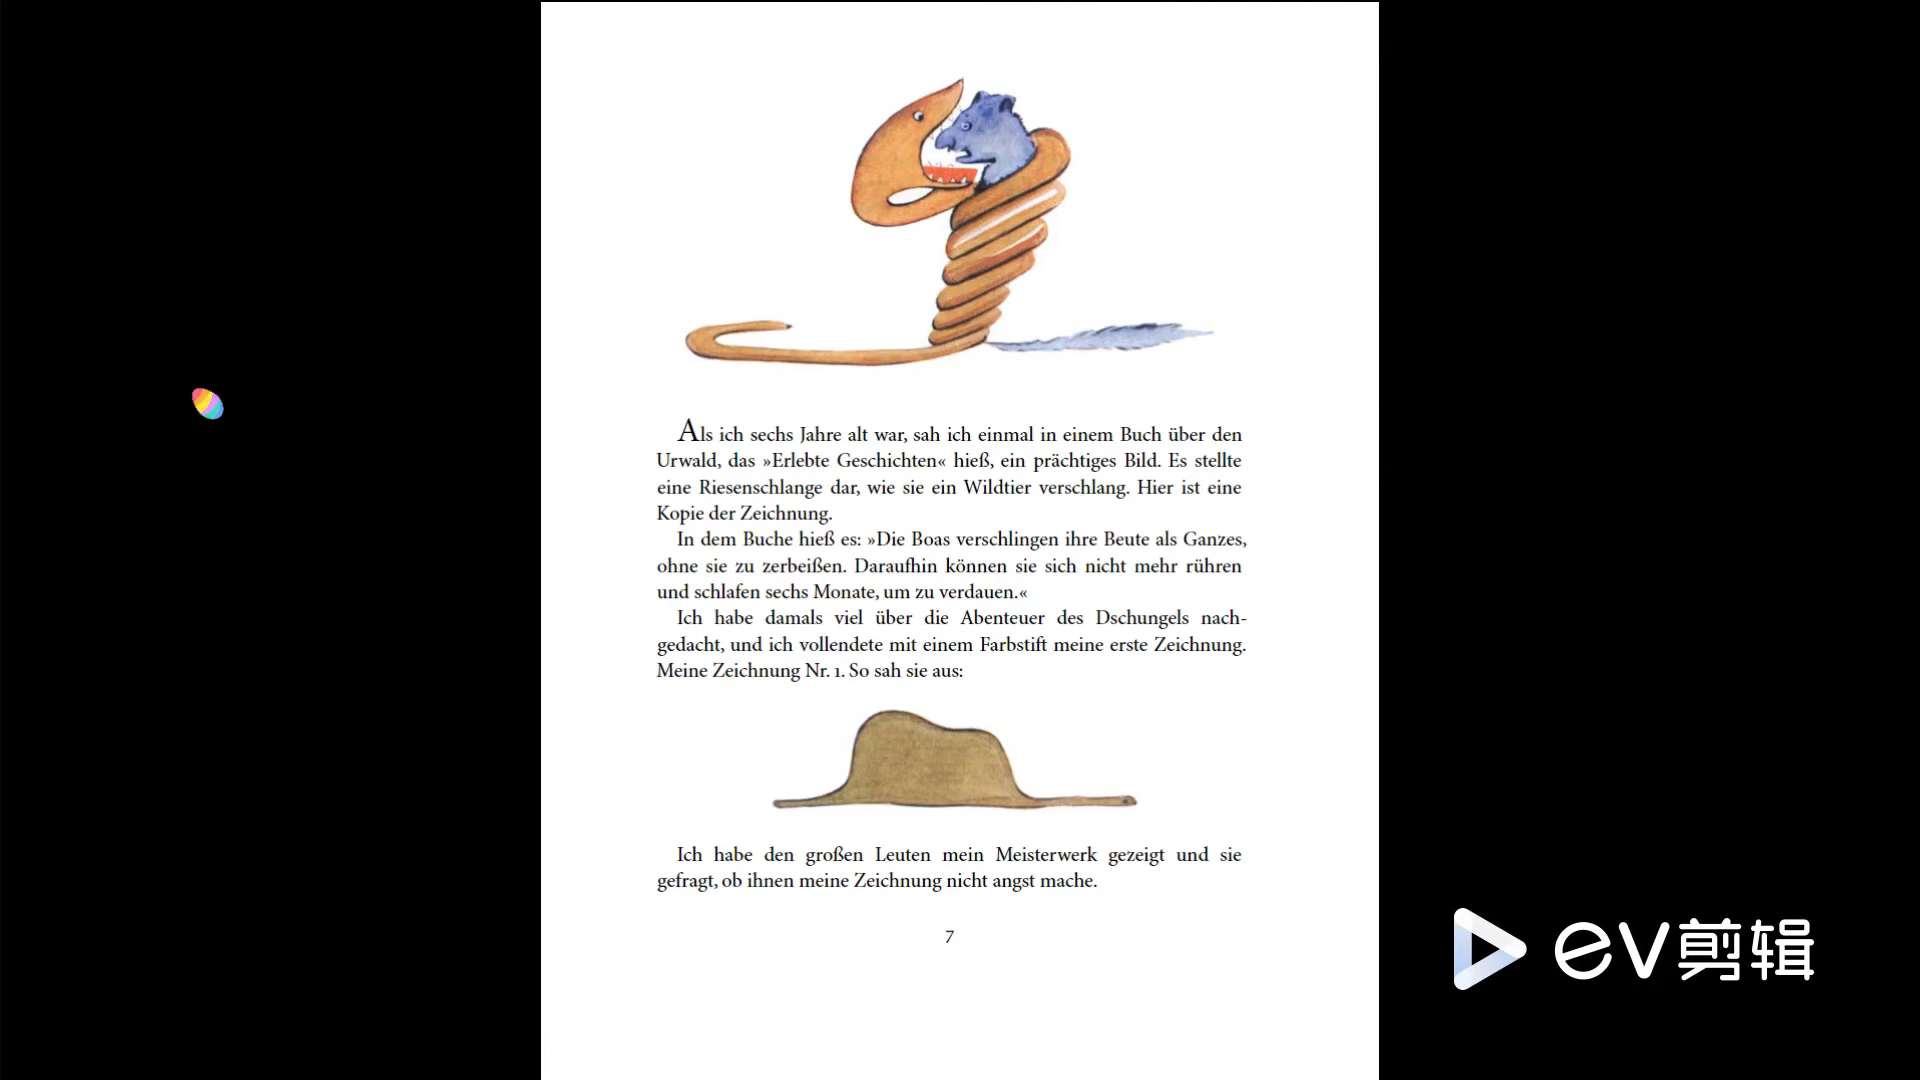 Als ich sechs Jahre alt war, sah ich einmal in einem Buch über den
Urwald, das »Erlebte Geschichten« hieß, ein prächtiges Bild. Es stellte
eine Riesenschlange dar, wie sie ein Wildtier verschlang. Hier ist eine
Kopie der Zeichnung.
In dem Buche hieß es: »Die Boas verschlingen ihre Beute als Ganzes,
ohne sie zu zerbeißen. Daraufhin können sie sich nicht mehr rühren
und schlafen sechs Monate, um zu verdauen.«
Ich habe damals viel über die Abenteuer des Dschungels nach-
gedacht, und ich vollendete mit einem Farbstift meine erste Zeichnung.
Meine Zeichnung Nr. 1. So sah sie aus:
Ich habe den großen Leuten mein Meisterwerk gezeigt und sie
gefragt, ob ihnen meine Zeichnung nicht angst mache.
7
eV剪辑